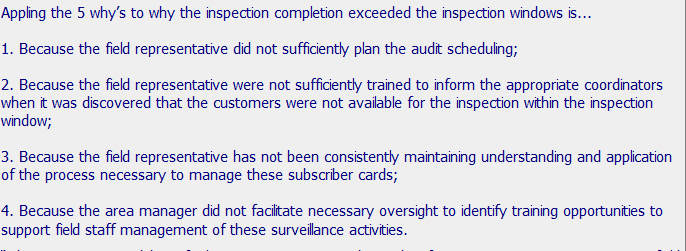 Appling the 5 why's to why the inspection completion exceeded the inspection windows is...
1. Because the field representative did not sufficiently plan the audit scheduling;
2. Because the field representative were not sufficiently trained to inform the appropriate coordinators
when it was discovered that the customers were not available for the inspection within the inspection
window;
3. Because the field representative has not been consistently maintaining understanding and application
of the process necessary to manage these subscriber cards;
4. Because the area manager did not facilitate necessary oversight to identify training opportunities to
support field staff management of these surveillance activities.